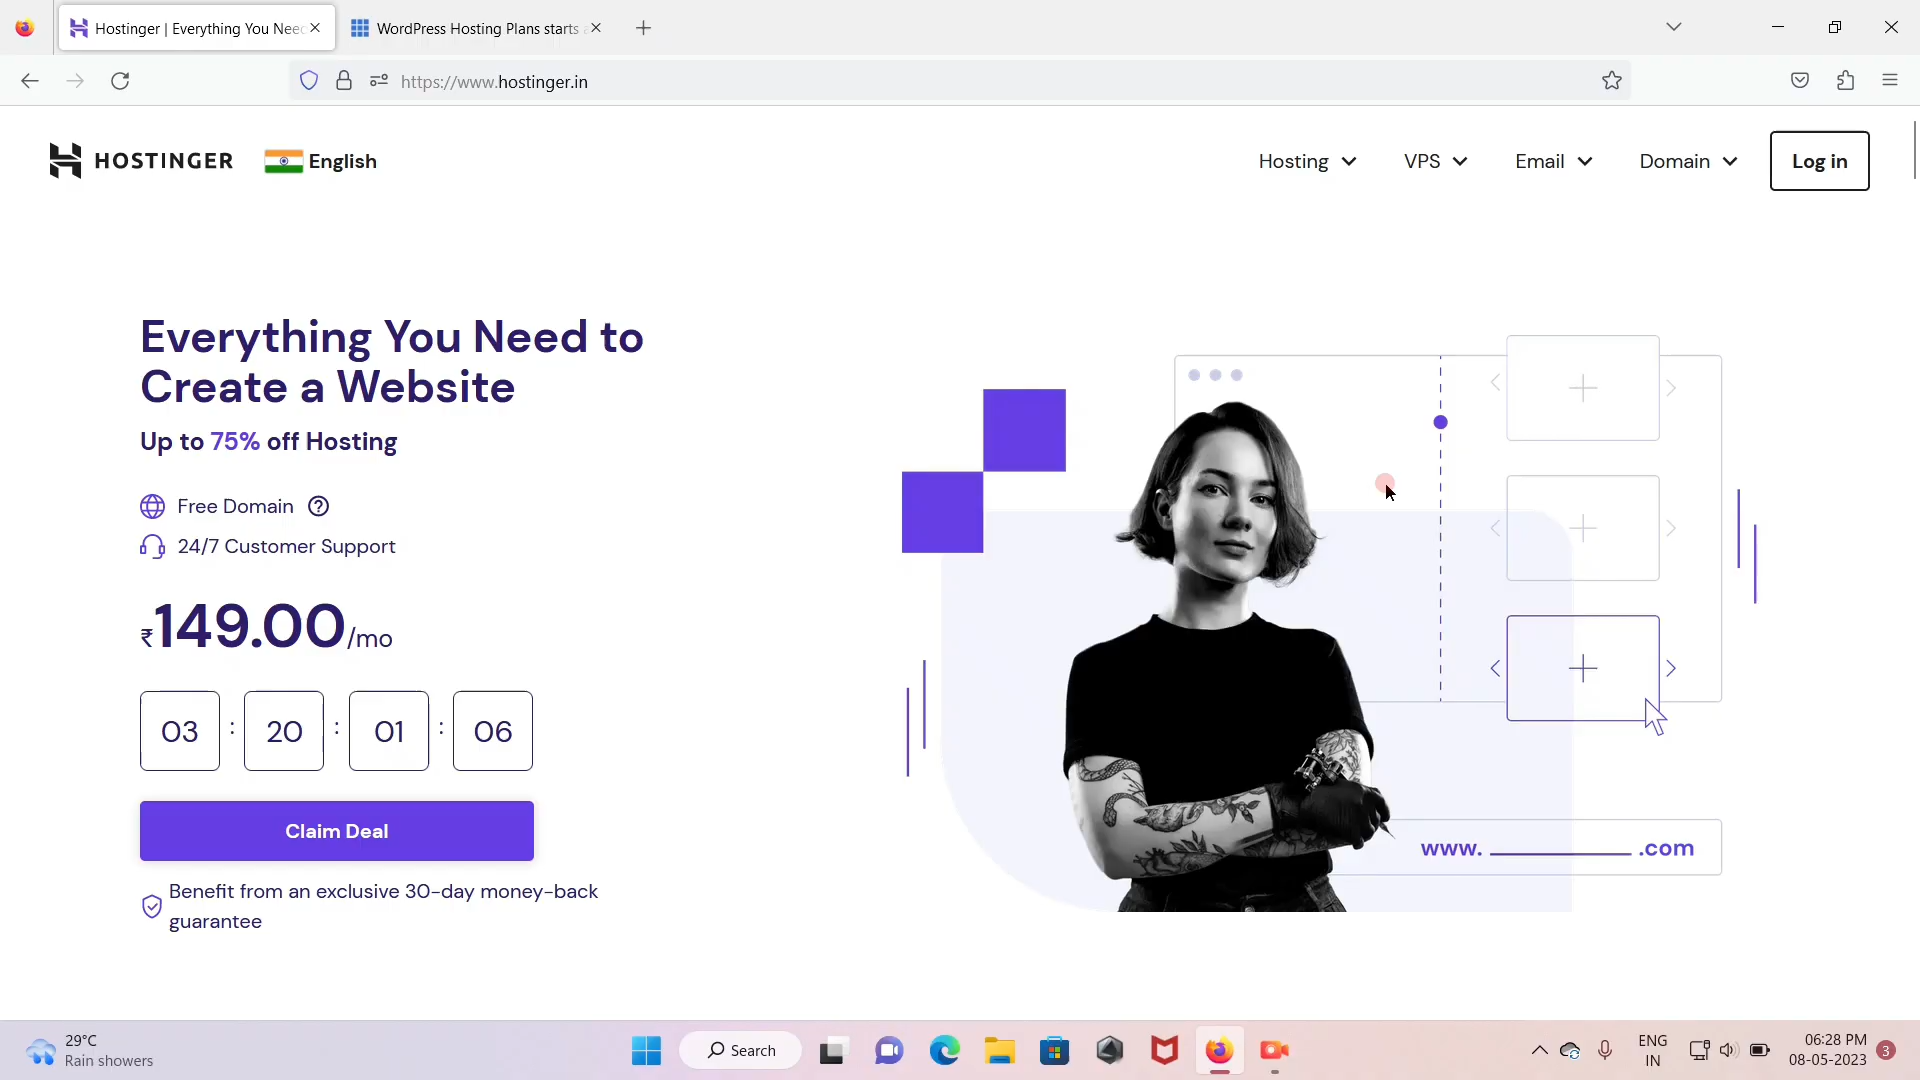 Hostinger | Everything You Need
WordPress Hosting Plans starts
https://www.hostinger.in
HOSTINGER
English
Hosting
VPS
Email
Domain
Log in
Everything You Need to
Create a Website
Up to 75% off Hosting
Free Domain ?
24/7 Customer Support
₹149.00/mo
03 : 20 : 01 : 06
Claim Deal
Benefit from an exclusive 30-day money-back
guarantee
www. ____ .com
29°C
Rain showers
Search
ENG
IN
06:28 PM
08-05-2023
3